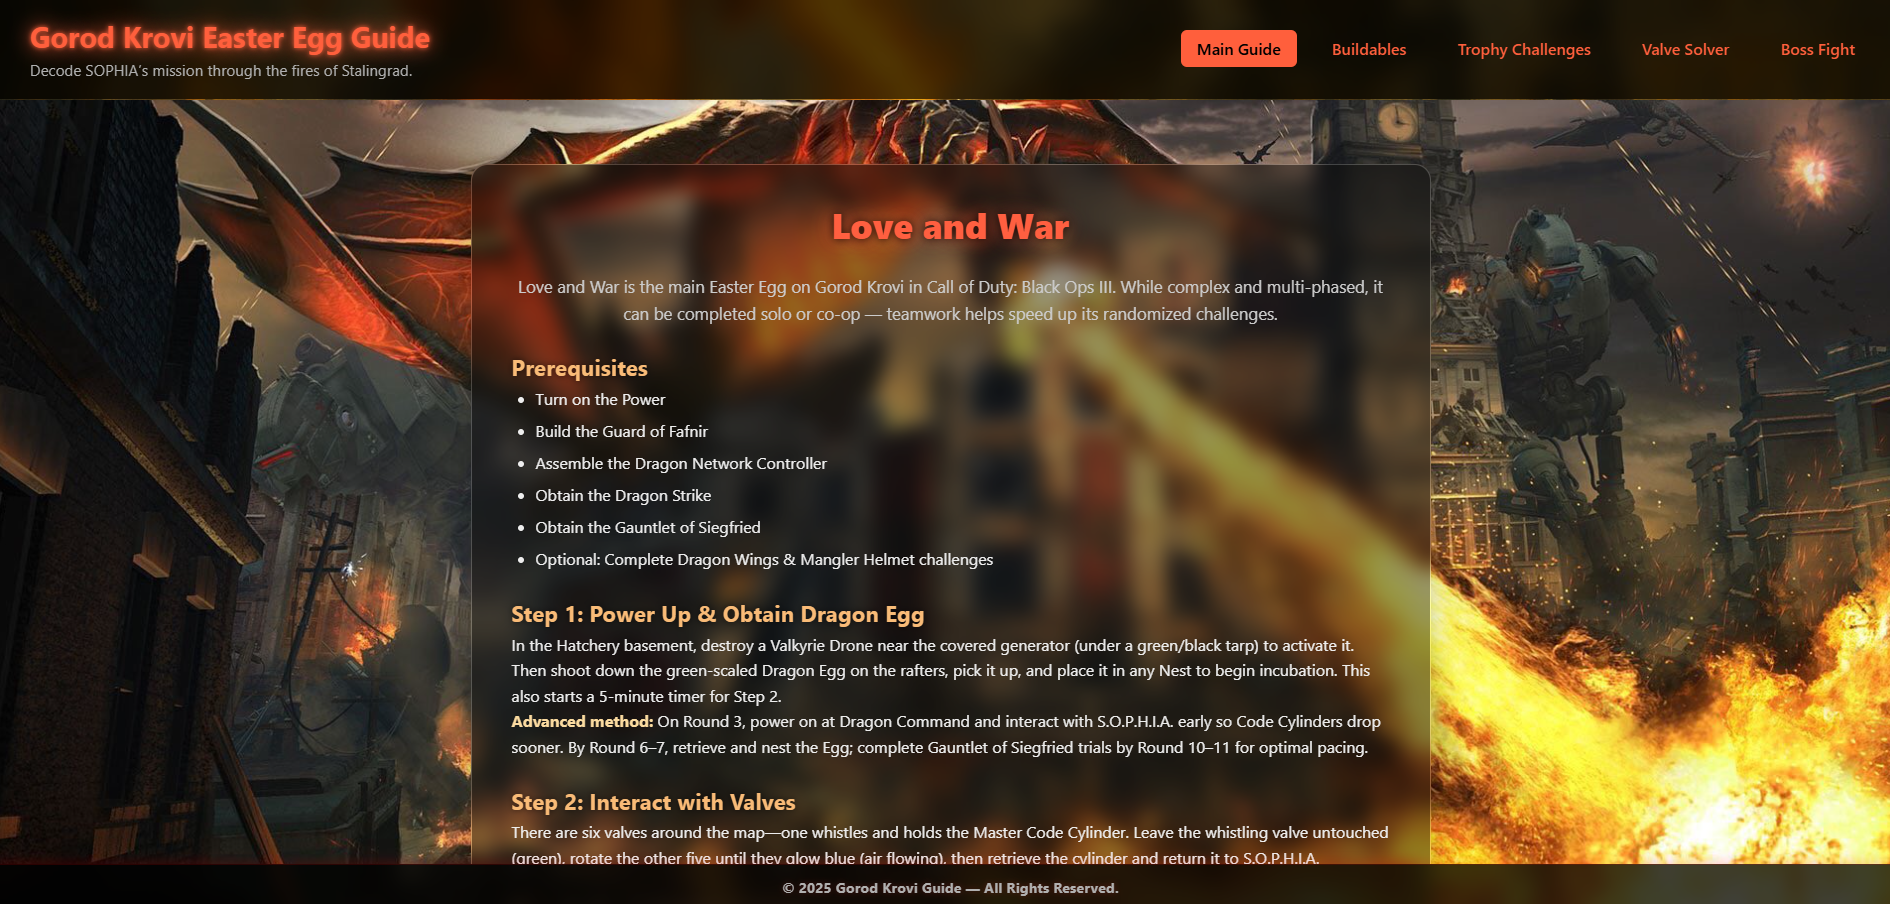 Gorod Krovi Easter Egg Guide
Decode SOPHIA's mission through the fires of Stalingrad.
Main Guide
Buildables
Trophy Challenges
Valve Solver
Boss Fight
Love and War
Love and War is the main Easter Egg on Gorod Krovi in Call of Duty: Black Ops III. While complex and multi-phased, it
can be completed solo or co-op — teamwork helps speed up its randomized challenges.
Prerequisites
• Turn on the Power
• Build the Guard of Fafnir
• Assemble the Dragon Network Controller
• Obtain the Dragon Strike
• Obtain the Gauntlet of Siegfried
• Optional: Complete Dragon Wings & Mangler Helmet challenges
Step 1: Power Up & Obtain Dragon Egg
In the Hatchery basement, destroy a Valkyrie Drone near the covered generator (under a green/black tarp) to activate it.
Then shoot down the green-scaled Dragon Egg on the rafters, pick it up, and place it in any Nest to begin incubation. This
also starts a 5-minute timer for Step 2.
Advanced method: On Round 3, power on at Dragon Command and interact with S.O.P.H.I.A. early so Code Cylinders drop
sooner. By Round 6–7, retrieve and nest the Egg; complete Gauntlet of Siegfried trials by Round 10–11 for optimal pacing.
Step 2: Interact with Valves
There are six valves around the map—one whistles and holds the Master Code Cylinder. Leave the whistling valve untouched
(green), rotate the other five until they glow blue (air flowing), then retrieve the cylinder and return it to S.O.P.H.I.A.
© 2025 Gorod Krovi Guide — All Rights Reserved.